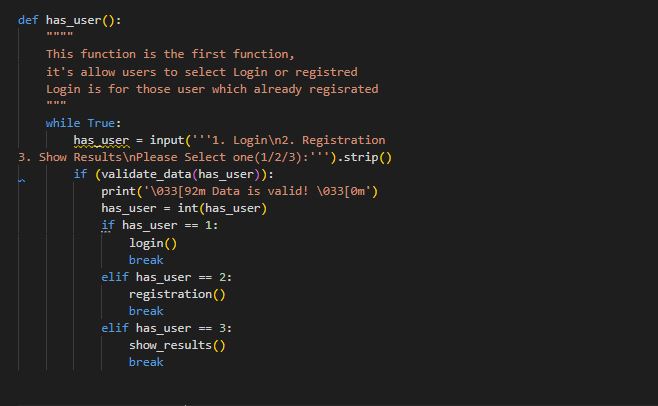 def has_user():
    """"
    This function is the first function,
    it's allow users to select Login or registred
    Login is for those user which already regisrated
    """
    while True:
        has_user = input('''1. Login\n2. Registration
3. Show Results\nPlease Select one(1/2/3):''').strip()
        if (validate_data(has_user)):
            print('\033[92m Data is valid! \033[0m')
            has_user = int(has_user)
            if has_user == 1:
                login()
                break
            elif has_user == 2:
                registration()
                break
            elif has_user == 3:
                show_results()
                break